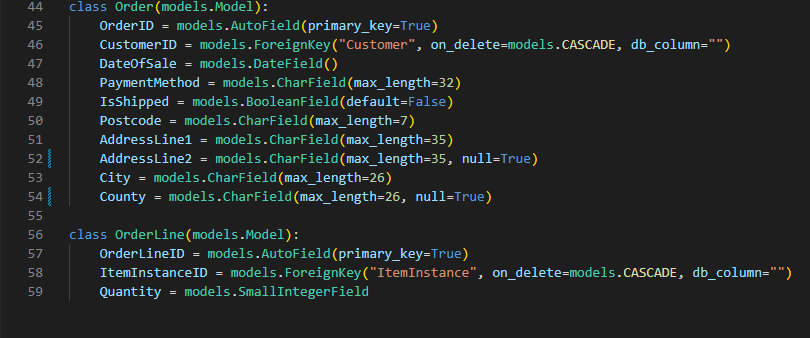 44 class Order(models.Model):
45 OrderID = models.AutoField(primary_key=True)
46 CustomerID = models.ForeignKey("Customer", on_delete=models.CASCADE, db_column="")
47 DateOfSale = models.DateField()
48 PaymentMethod = models.CharField(max_length=32)
49 IsShipped = models.BooleanField(default=False)
50 Postcode = models.CharField(max_length=7)
51 AddressLine1 = models.CharField(max_length=35)
52 AddressLine2 = models.CharField(max_length=35, null=True)
53 City = models.CharField(max_length=26)
54 County = models.CharField(max_length=26, null=True)
55
56 class OrderLine(models.Model):
57 OrderLineID = models.AutoField(primary_key=True)
58 ItemInstanceID = models.ForeignKey("ItemInstance", on_delete=models.CASCADE, db_column="")
59 Quantity = models.SmallIntegerField